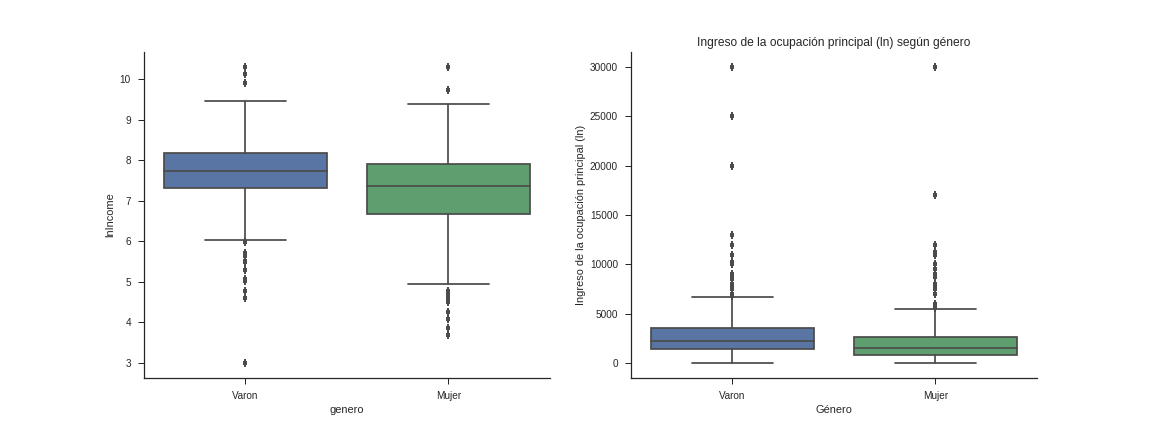 Ingreso de la ocupación principal (ln) según género
10
9
8
7
6
5
4
3
lnIncome
Varon
Mujer
genero
30000
25000
20000
15000
10000
5000
0
Ingreso de la ocupación principal (ln)
Varon
Mujer
Género